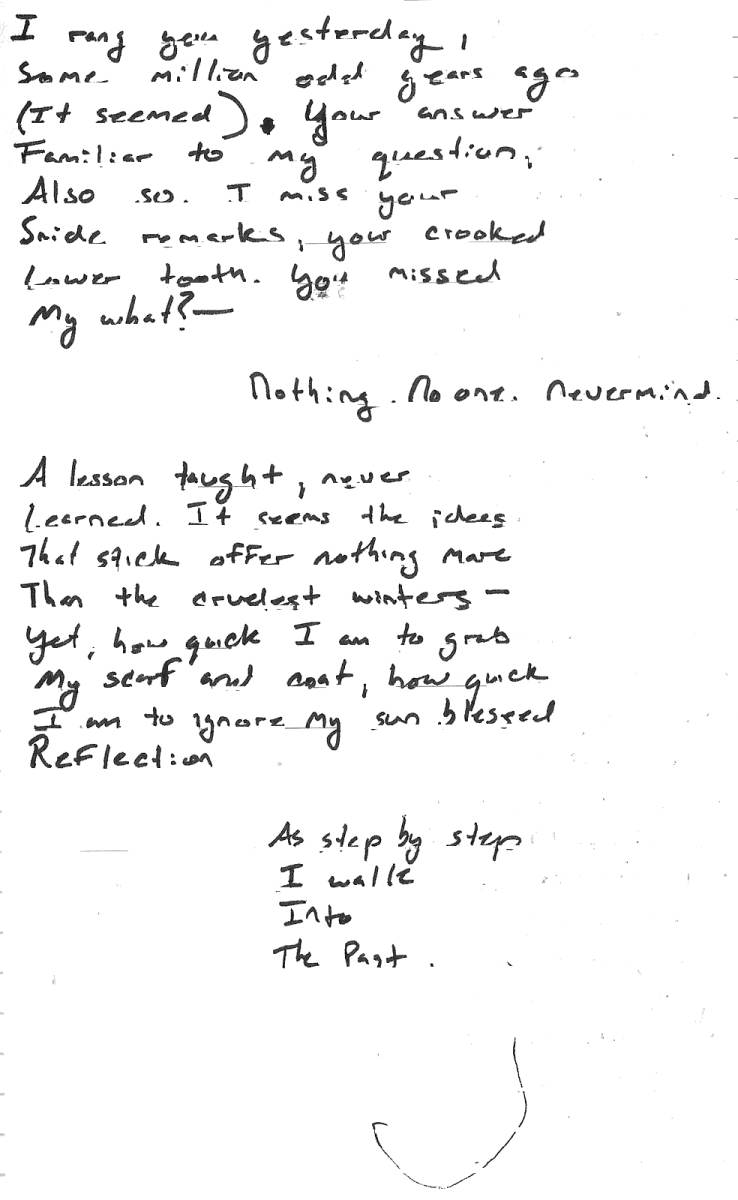 I rang you yesterday,
Some million odd years ago
(It seemed). Your answer
Familiar to my question,
Also so. I miss your
Snide remarks, your crooked
Lower tooth. You missed
My what?—
Nothing. No one. Nevermind.
A lesson taught, never
Learned. It seems the ideas
That stick offer nothing more
Than the cruelest winters—
Yet, how quick I am to grab
My scarf and coat, how quick
I am to ignore my sun blessed
Reflection
As step by step
I walk
Into
The Past.